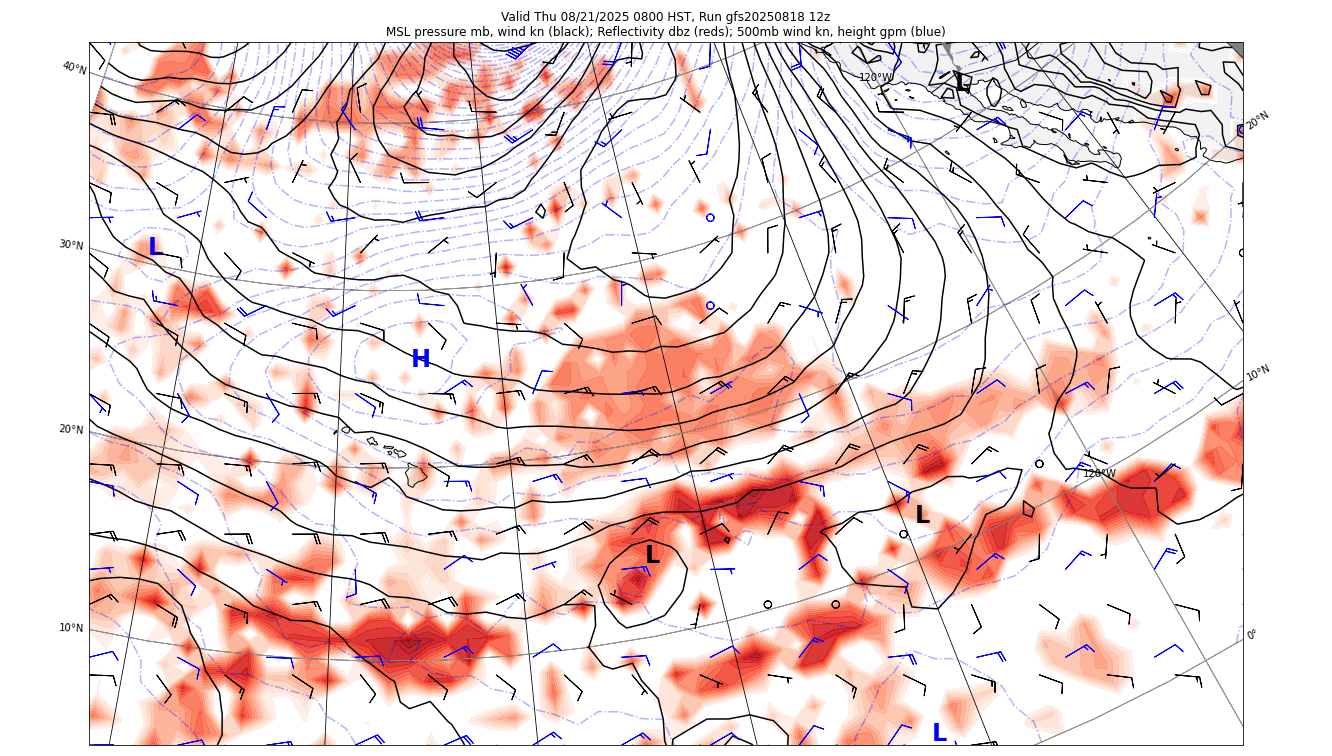 Valid Thu 08/21/2025 0800 HST, Run gfs20250818 12z
MSL pressure mb, wind kn (black); Reflectivity dbz (reds); 500mb wind kn, height gpm (blue)
40°N
120°W
L
20°N
30°N
L
H
10°N
20°N
120°W
L
L
10°N
0°
L